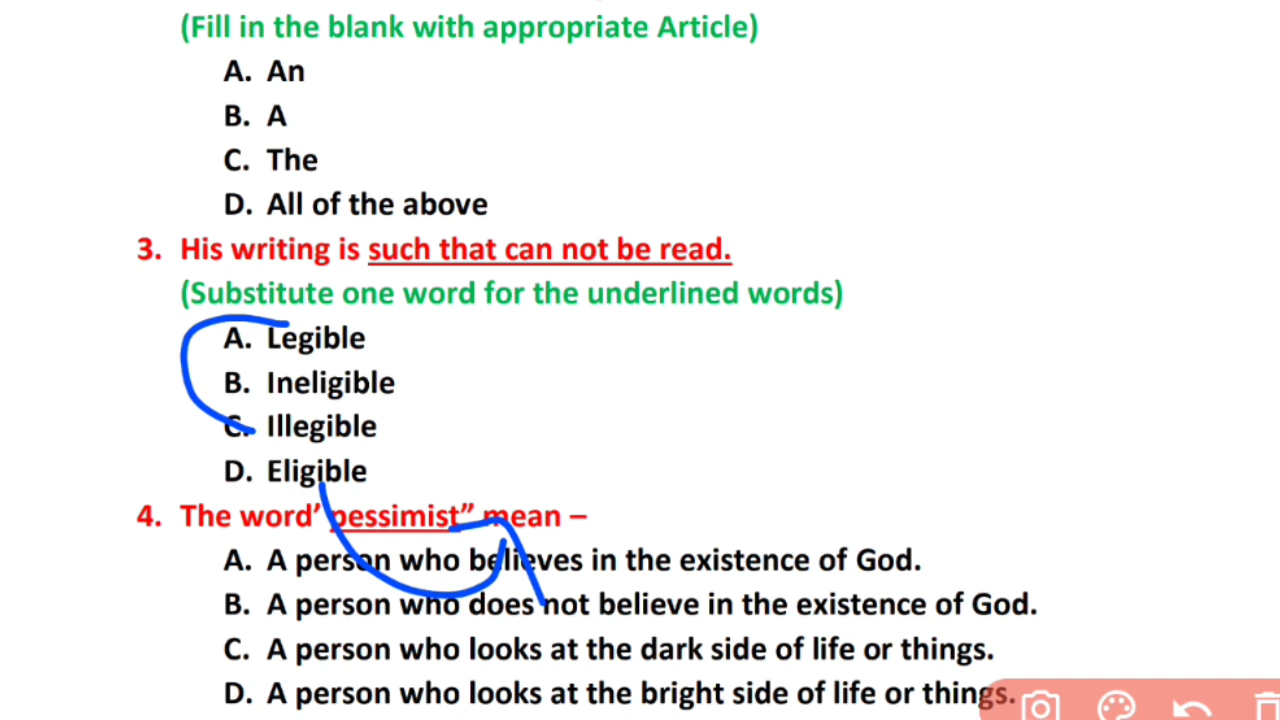 (Fill in the blank with appropriate Article)
A. An
B. A
C. The
D. All of the above
3. His writing is such that can not be read.
(Substitute one word for the underlined words)
A. Legible
B. Ineligible
C. Illegible
D. Eligible
4. The word’ pessimist” mean –
A. A person who believes in the existence of God.
B. A person who does not believe in the existence of God.
C. A person who looks at the dark side of life or things.
D. A person who looks at the bright side of life or things.